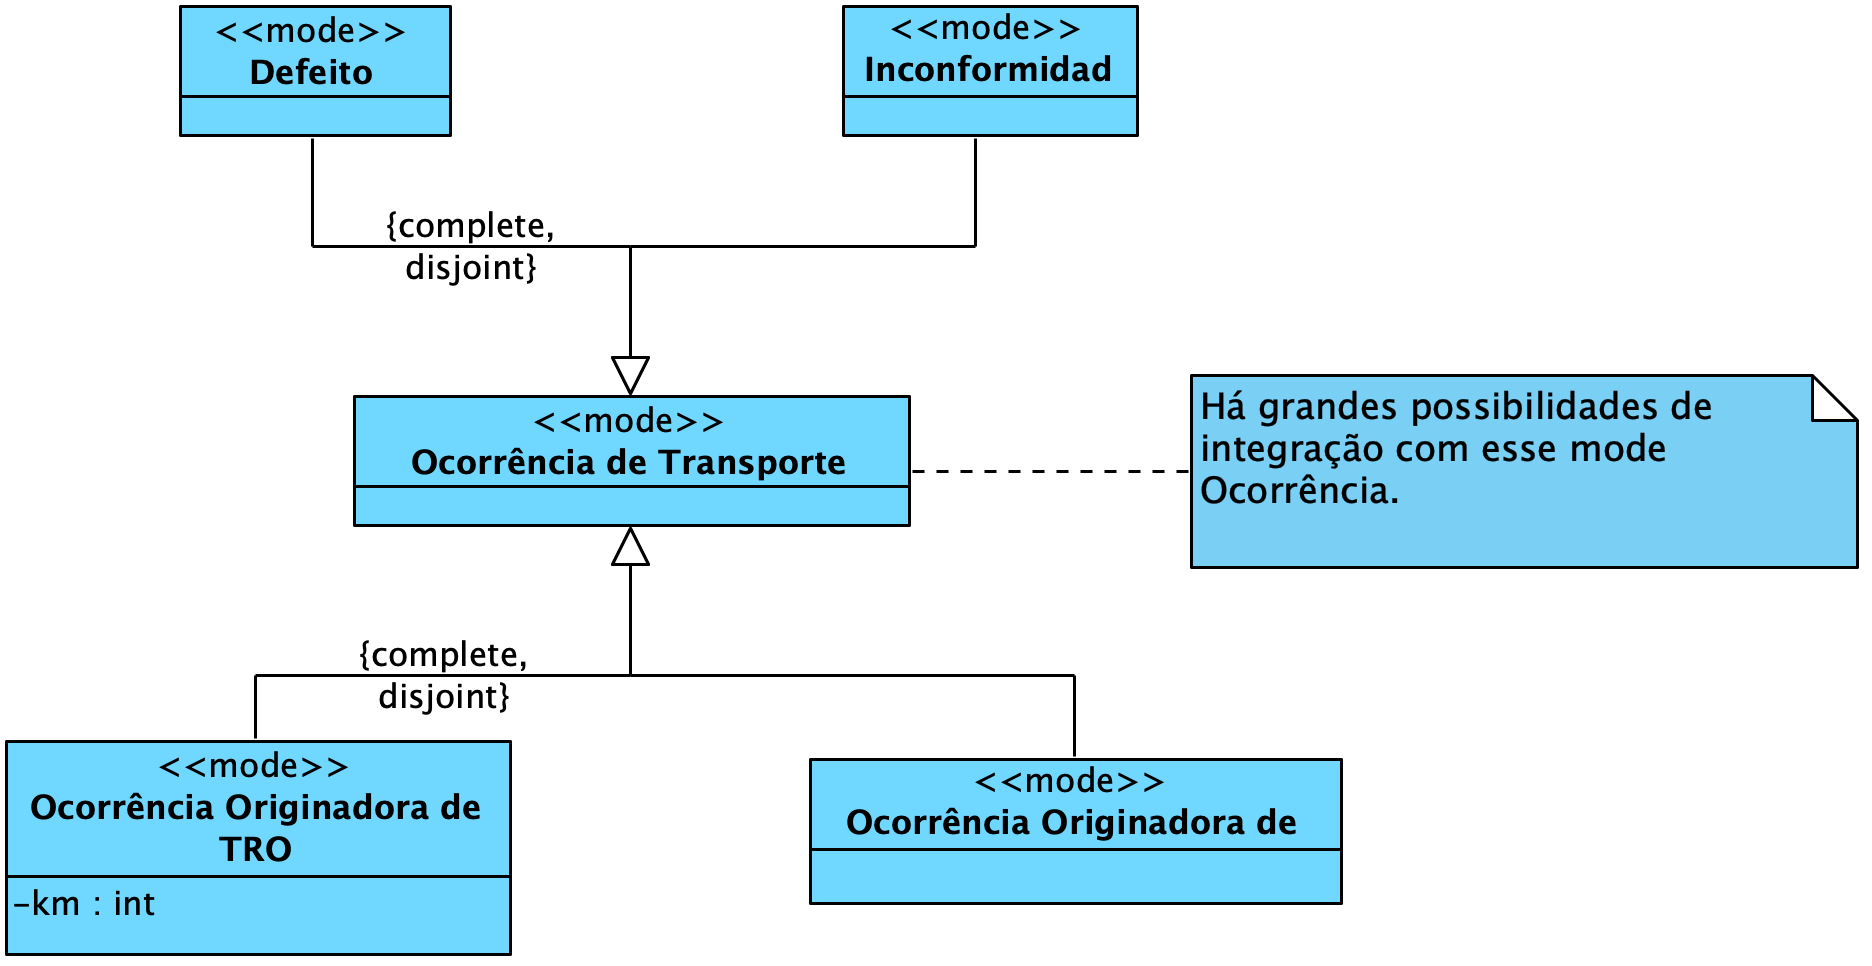 <<mode>>
Defeito
<<mode>>
Inconformidad
{complete,
disjoint}
<<mode>>
Ocorrência de Transporte
Há grandes possibilidades de
integração com esse mode
Ocorrência.
{complete,
disjoint}
<<mode>>
Ocorrência Originadora de
TRO
-km : int
<<mode>>
Ocorrência Originadora de